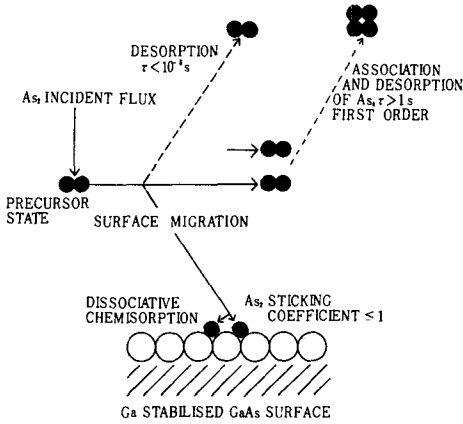 DESORPTION
τ<10⁻⁸s
As₂ INCIDENT FLUX
ASSOCIATION
AND DESORPTION
OF As₄ τ>1s
FIRST ORDER
PRECURSOR
STATE
SURFACE MIGRATION
DISSOCIATIVE
CHEMISORPTION
As₂ STICKING
COEFFICIENT ≤ 1
Ga STABILISED GaAs SURFACE